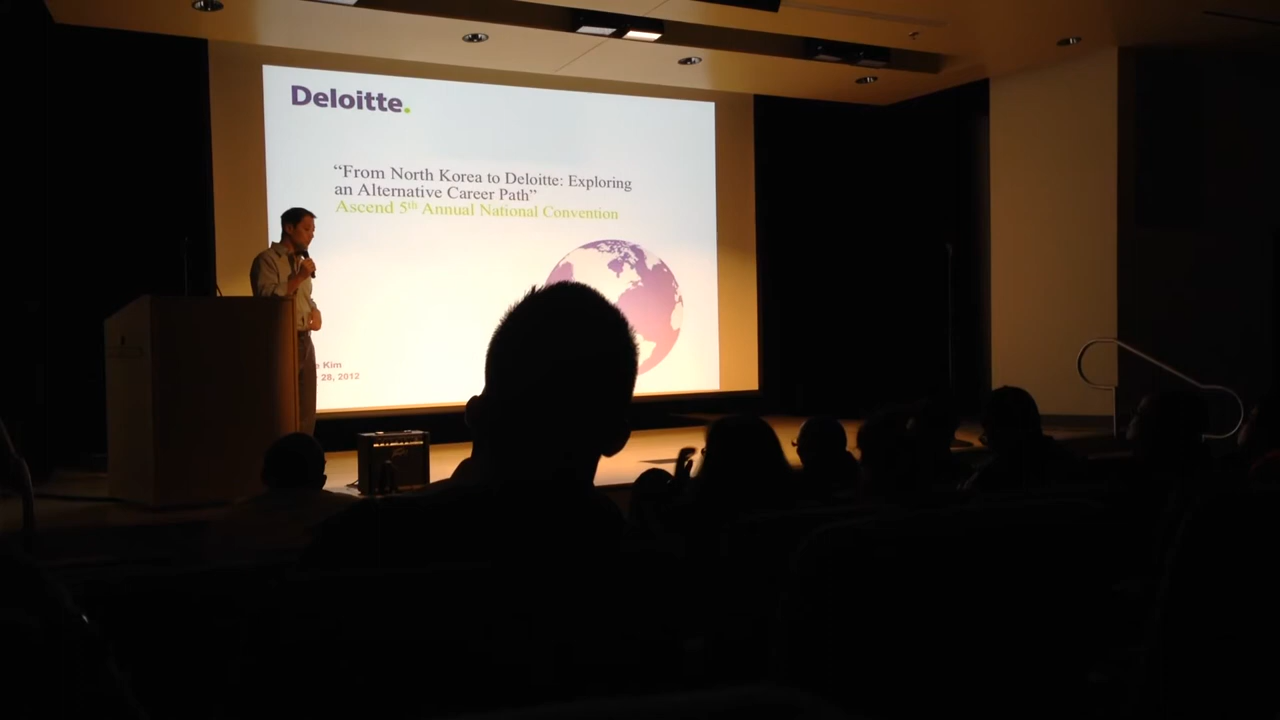 Deloitte.
“From North Korea to Deloitte: Exploring
an Alternative Career Path”
Ascend 5th Annual National Convention
Kim
28, 2012